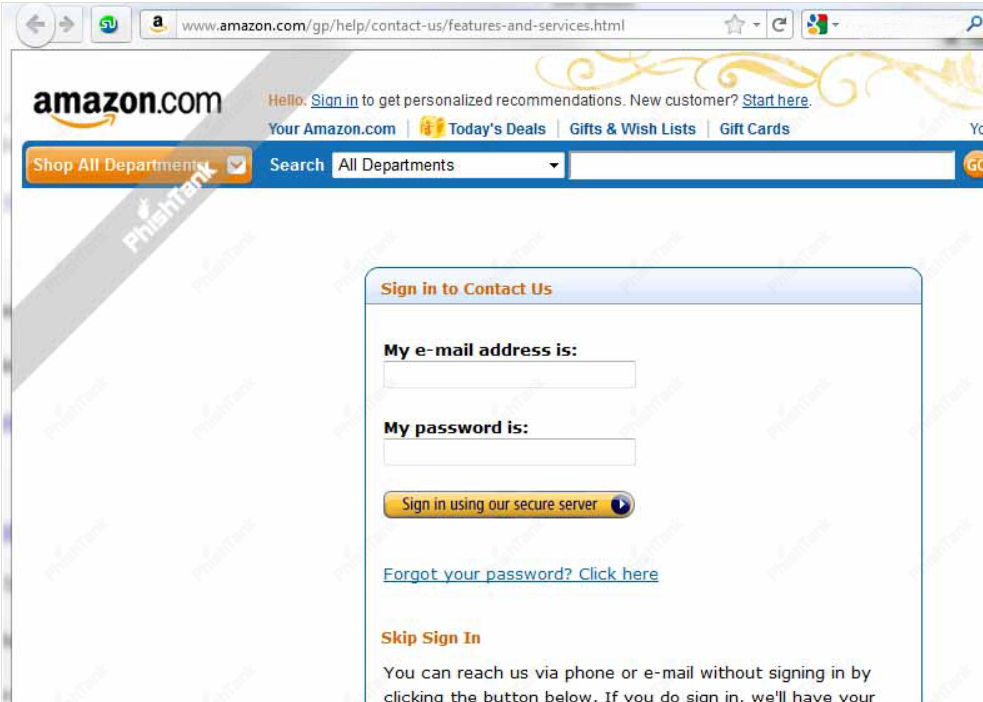 www.amazon.com/gp/help/contact-us/features-and-services.html
amazon.com
Hello. Sign in to get personalized recommendations. New customer? Start here.
Your Amazon.com | Today's Deals | Gifts & Wish Lists | Gift Cards
Shop All Departments
Search All Departments
PhishTank
Sign in to Contact Us
My e-mail address is:
My password is:
Sign in using our secure server
Forgot your password? Click here
Skip Sign In
You can reach us via phone or e-mail without signing in by
clicking the button below. If you do sign in, we'll have your